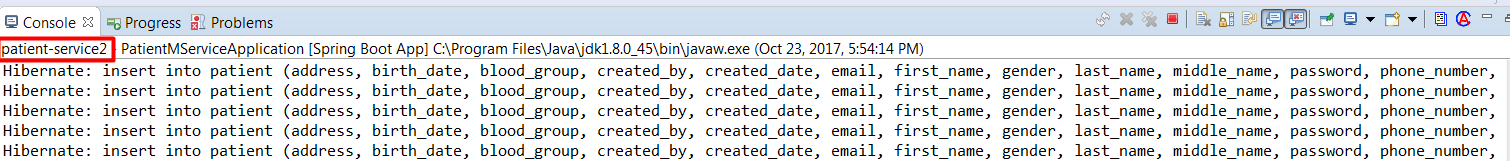 Console Progress Problems
patient-service2 - PatientMServiceApplication [Spring Boot App] C:\Program Files\Java\jdk1.8.0_45\bin\javaw.exe (Oct 23, 2017, 5:54:14 PM)
Hibernate: insert into patient (address, birth_date, blood_group, created_by, created_date, email, first_name, gender, last_name, middle_name, password, phone_number,
Hibernate: insert into patient (address, birth_date, blood_group, created_by, created_date, email, first_name, gender, last_name, middle_name, password, phone_number,
Hibernate: insert into patient (address, birth_date, blood_group, created_by, created_date, email, first_name, gender, last_name, middle_name, password, phone_number,
Hibernate: insert into patient (address, birth_date, blood_group, created_by, created_date, email, first_name, gender, last_name, middle_name, password, phone_number,
Hibernate: insert into patient (address, birth_date, blood_group, created_by, created_date, email, first_name, gender, last_name, middle_name, password, phone_number,